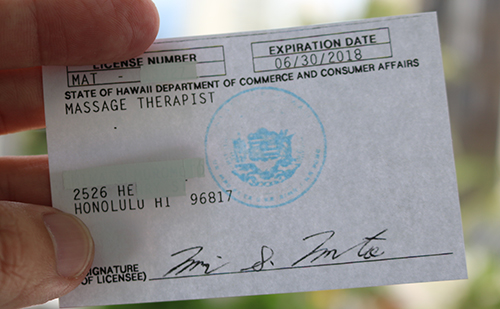 LICENSE NUMBER
MAT -
EXPIRATION DATE
06/30/2018
STATE OF HAWAII DEPARTMENT OF COMMERCE AND CONSUMER AFFAIRS
MASSAGE THERAPIST
2526 HE
HONOLULU HI 96817
(SIGNATURE
OF LICENSEE)